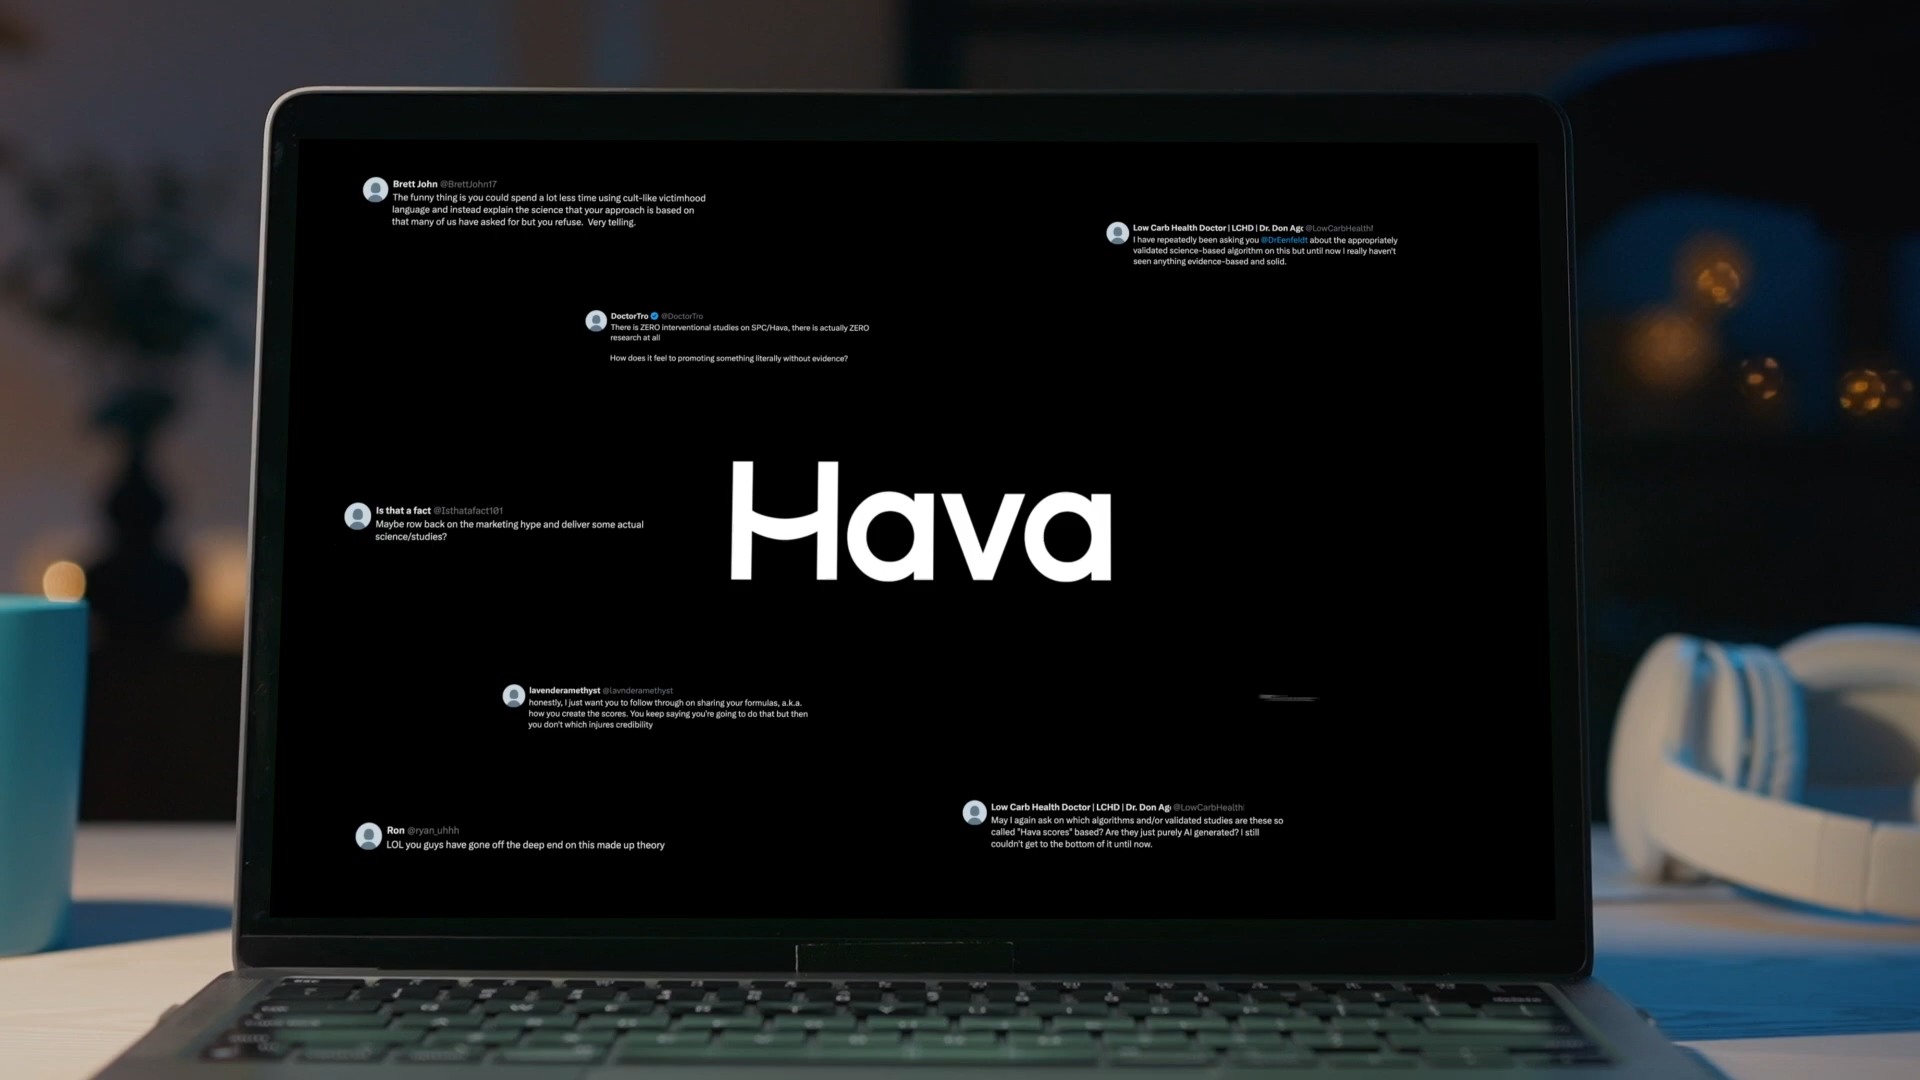 Brett John @BrettJohn17
The funny thing is you could spend a lot less time using cult-like victimhood
language and instead explain the science that your approach is based on
that many of us have asked for but you refuse. Very telling.
Low Carb Health Doctor | LCHD | Dr. Don Ag @LowCarbHealth
I have repeatedly been asking you @DrEenfeldt about the appropriately
validated science-based algorithm on this but until now I really haven't
seen anything evidence-based and solid.
DoctorTro @DoctorTro
There is ZERO interventional studies on SPC/Hava, there is actually ZERO
research at all
How does it feel to promoting something literally without evidence?
Hava
Is that a fact @Isthatafact101
Maybe row back on the marketing hype and deliver some actual
science/studies?
lavenderamethyst @lavnderamethyst
honestly, I just want you to follow through on sharing your formulas, a.k.a.
how you create the scores. You keep saying you're going to do that but then
you don't which injures credibility
Low Carb Health Doctor | LCHD | Dr. Don Ag @LowCarbHealth
May I again ask on which algorithms and/or validated studies are these so
called "Hava scores" based? Are they just purely AI generated? I still
couldn't get to the bottom of it until now.
Ron @ryan_uhhh
LOL you guys have gone off the deep end on this made up theory